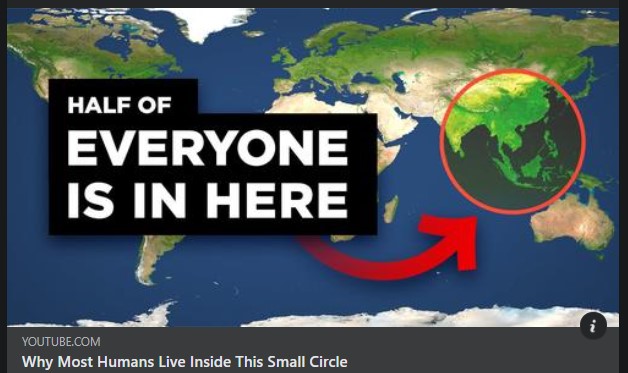 HALF OF
EVERYONE
IS IN HERE
i
YOUTUBE.COM
Why Most Humans Live Inside This Small Circle